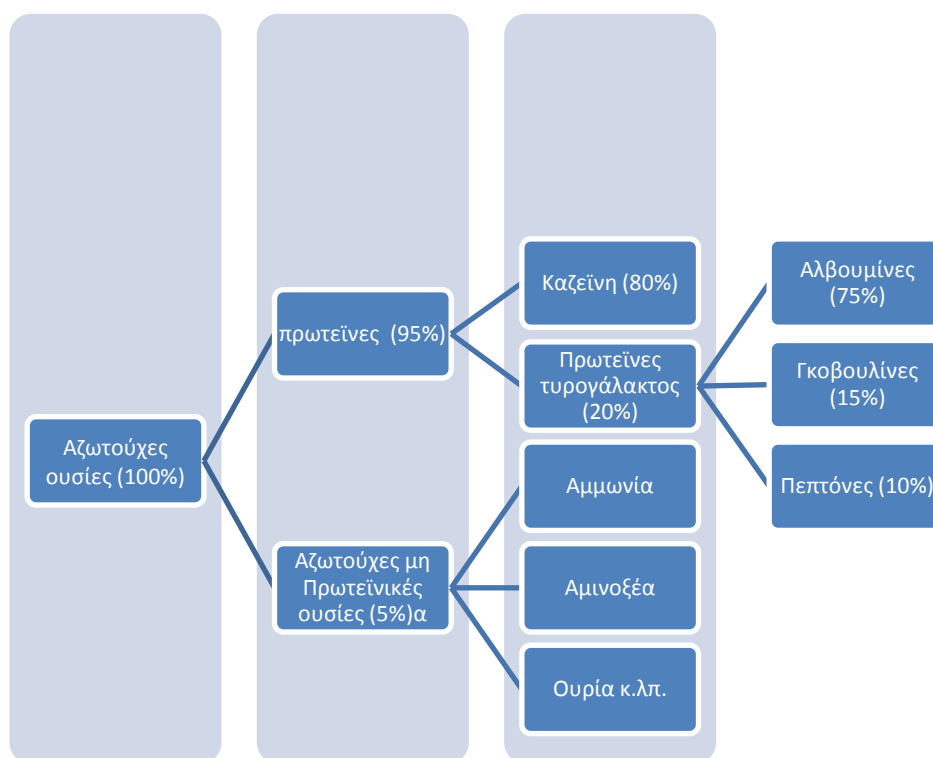 Αζωτούχες
ουσίες (100%)
πρωτεϊνες (95%)
Καζεϊνη (80%)
Πρωτεϊνες
τυρογάλακτος
(20%)
Αλβουμίνες
(75%)
Γκοβουλίνες
(15%)
Πεπτόνες (10%)
Αζωτούχες μη
Πρωτεϊνικές
ουσίες (5%)α
Αμμωνία
Αμινοξέα
Ουρία κ.λπ.